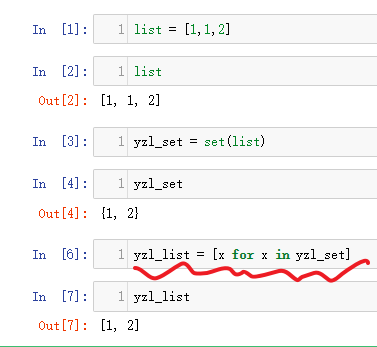 In [1]: 1 list = [1,1,2]
In [2]: 1 list
Out[2]: [1, 1, 2]
In [3]: 1 yzl_set = set(list)
In [4]: 1 yzl_set
Out[4]: {1, 2}
In [6]: 1 yzl_list = [x for x in yzl_set]
In [7]: 1 yzl_list
Out[7]: [1, 2]